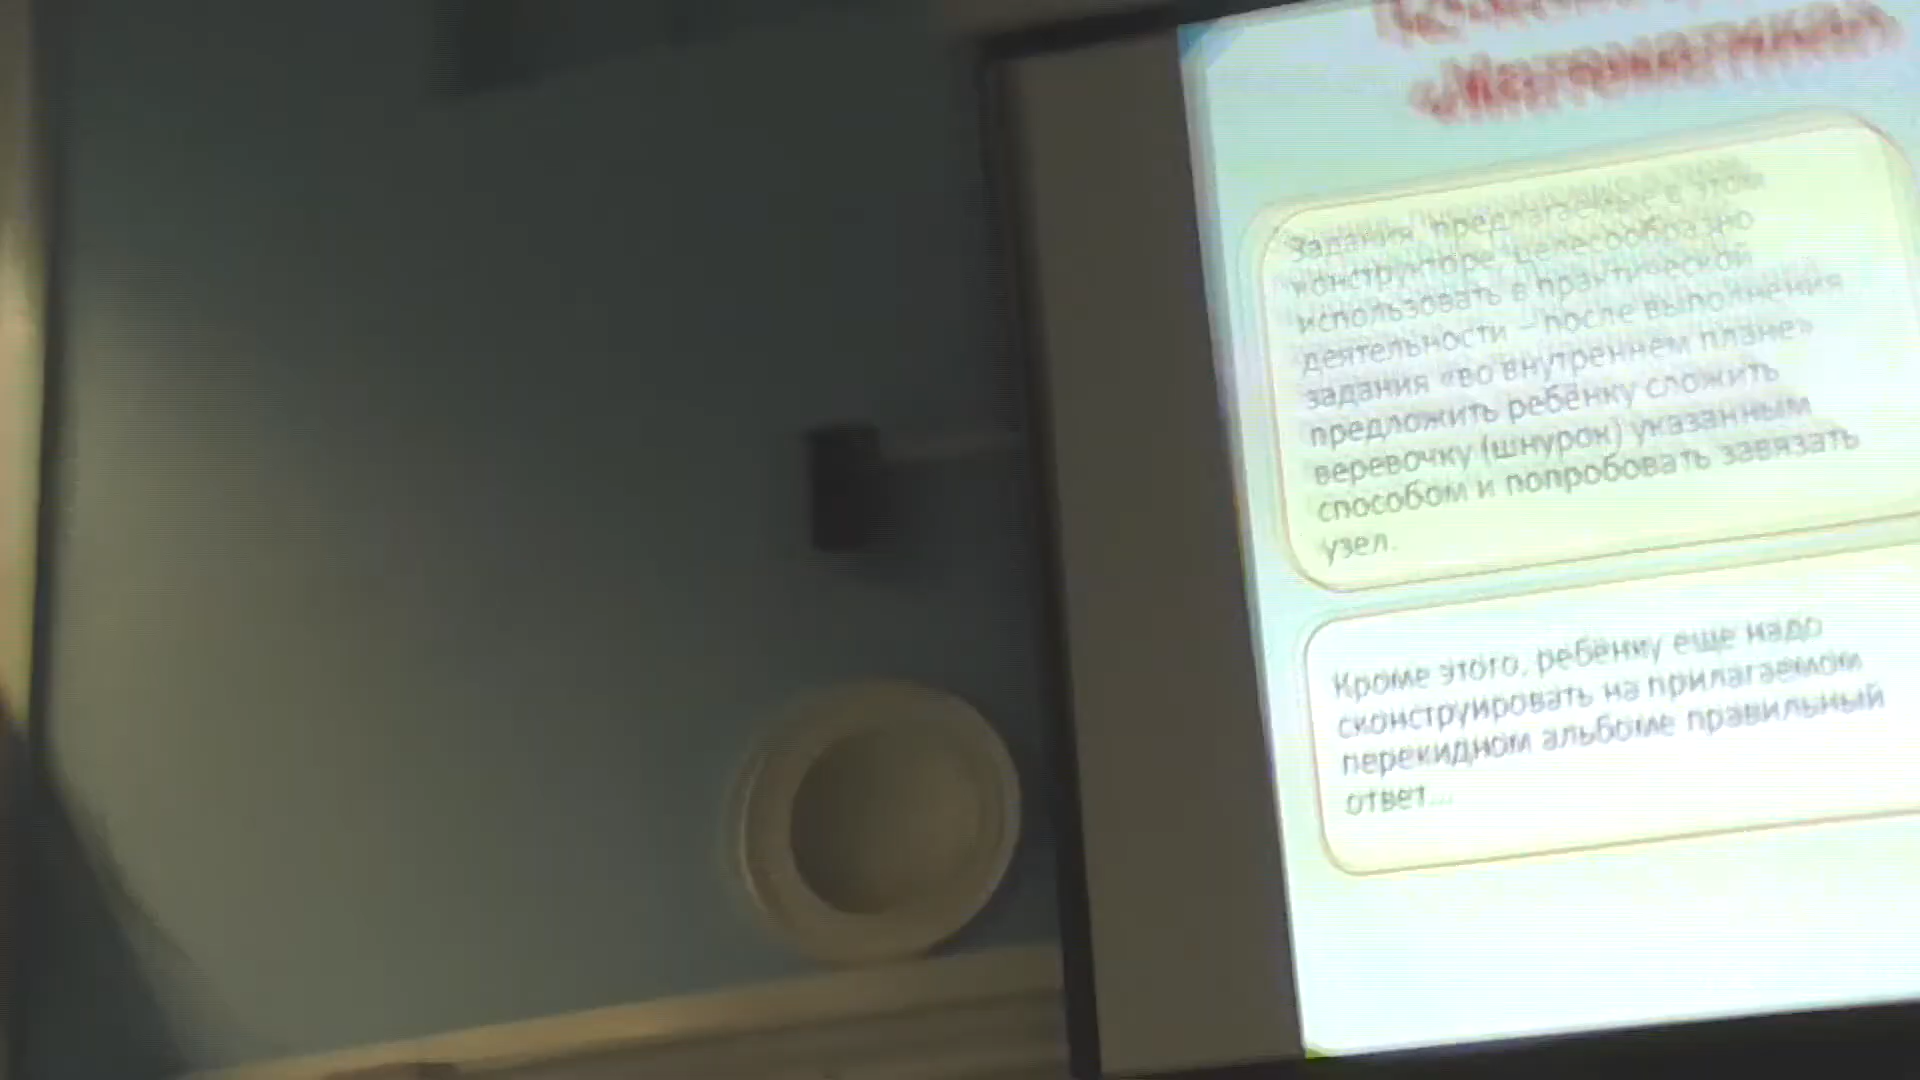 «Математика»
Задания предлагаемые в этом
конструкторе целесообразно
использовать в практической
деятельности – после выполнения
задания «во внутреннем плане»
предложить ребёнку сложить
веревочку (шнурок) указанным
способом и попробовать завязать
узел.
Кроме этого, ребёнку еще надо
сконструировать на прилагаемом
перекидном альбоме правильный
ответ...